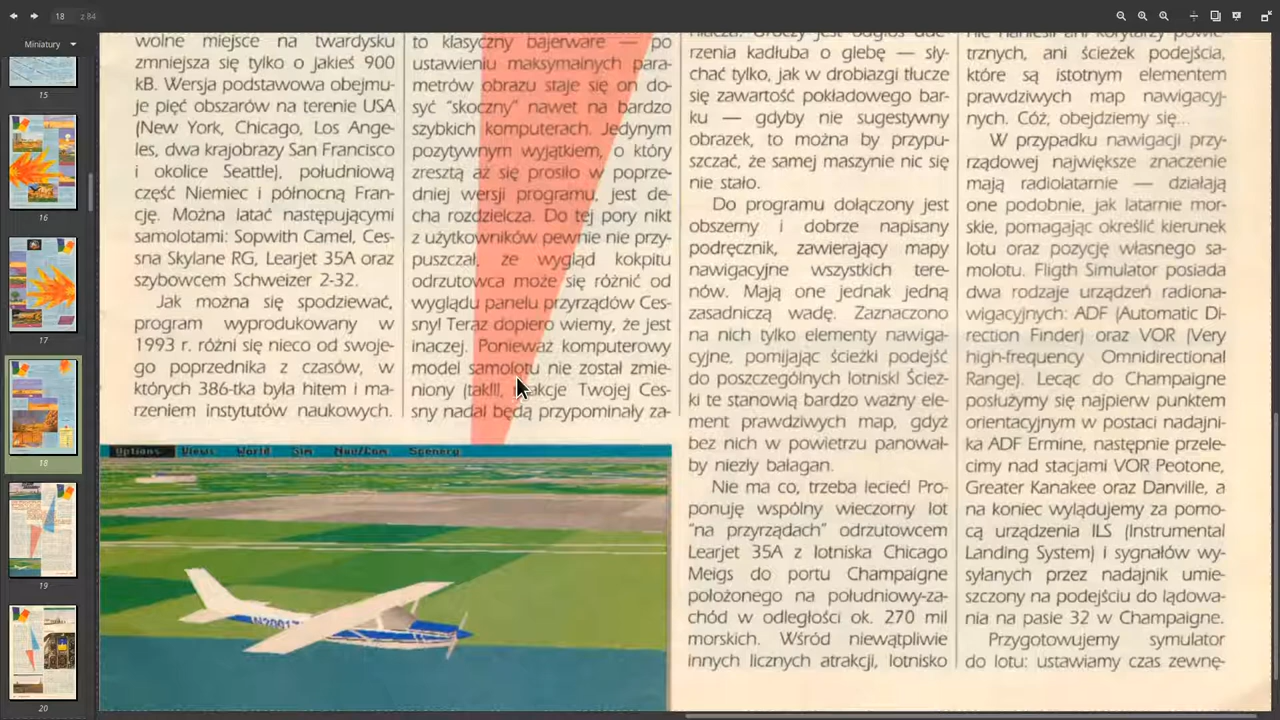 18 z 84
Miniatury
15
16
17
18
19
20
wolne miejsce na twardysku
zmniejsza się tylko o jakieś 900
kB. Wersja podstawowa obejmu-
je pięć obszarów na terenie USA
(New York, Chicago, Los Ange-
les, dwa krajobrazy San Francisco
i okolice Seattle), południową
część Niemiec i północną Fran-
cję. Można latać następującymi
samolotami: Sopwith Camel, Ces-
sna Skylane RG, Learjet 35A oraz
szybowcem Schweizer 2-32.
Jak można się spodziewać,
program wyprodukowany w
1993 r. różni się nieco od swoje-
go poprzednika z czasów, w
których 386-tka była hitem i ma-
rzeniem instytutów naukowych.
to klasyczny bajerware — po
ustawieniu maksymalnych para-
metrów obrazu staje się on do-
syć "skoczny" nawet na bardzo
szybkich komputerach. Jedynym
pozytywnym wyjątkiem, o który
zresztą aż się prosiło w poprze-
dniej wersji programu, jest de-
cha rozdzielcza. Do tej pory nikt
z użytkowników pewnie nie przy-
puszczał, że wygląd kokpitu
odrzutowca może się różnić od
wyglądu panelu przyrządów Ces-
sny! Teraz dopiero wiemy, że jest
inaczej. Ponieważ komputerowy
model samolotu nie został zmie-
niony (tak!!), Twojej Ces-
sny nadal będą przypominały za-
Options Views World Sim Nav/Com Scenery
rzenia kadłuba o glebę — sły-
chać tylko, jak w drobiazgi tłucze
się zawartość pokładowego bar-
ku — gdyby nie sugestywny
obrazek, to można by przypu-
szczać, że samej maszynie nic się
nie stało.
Do programu dołączony jest
obszerny i dobrze napisany
podręcznik, zawierający mapy
nawigacyjne wszystkich tere-
nów. Mają one jednak jedną
zasadniczą wadę. Zaznaczono
na nich tylko elementy nawiga-
cyjne, pomijając ścieżki podejść
do poszczególnych lotnisk! Ścież-
ki te stanowią bardzo ważny ele-
ment prawdziwych map, gdyż
bez nich w powietrzu panował-
by niezły bałagan.
Nie ma co, trzeba lecieć! Pro-
ponuję wspólny wieczorny lot
"na przyrządach" odrzutowcem
Learjet 35A z lotniska Chicago
Meigs do portu Champaigne
położonego na południowy-za-
chód w odległości ok. 270 mil
morskich. Wśród niewątpliwie
innych licznych atrakcji, lotnisko
trznych, ani ścieżek podejścia,
które są istotnym elementem
prawdziwych map nawigacyj-
nych. Cóż, obejdziemy się...
W przypadku nawigacji przy-
rządowej największe znaczenie
mają radiolatarnie — działają
one podobnie, jak latarnie mor-
skie, pomagając określić kierunek
lotu oraz pozycję własnego sa-
molotu. Fligth Simulator posiada
dwa rodzaje urządzeń radiona-
wigacyjnych: ADF (Automatic Di-
rection Finder) oraz VOR (Very
high-frequency Omnidirectional
Range). Lecąc do Champaigne
posłużymy się najpierw punktem
orientacyjnym w postaci nadajni-
ka ADF Ermine, następnie przele-
cimy nad stacjami VOR Peotone,
Greater Kanakee oraz Danville, a
na koniec wylądujemy za pomo-
cą urządzenia ILS (Instrumental
Landing System) i sygnałów wy-
syłanych przez nadajnik umie-
szczony na podejściu do lądowa-
nia na pasie 32 w Champaigne.
Przygotowujemy symulator
do lotu: ustawiamy czas zewnę-